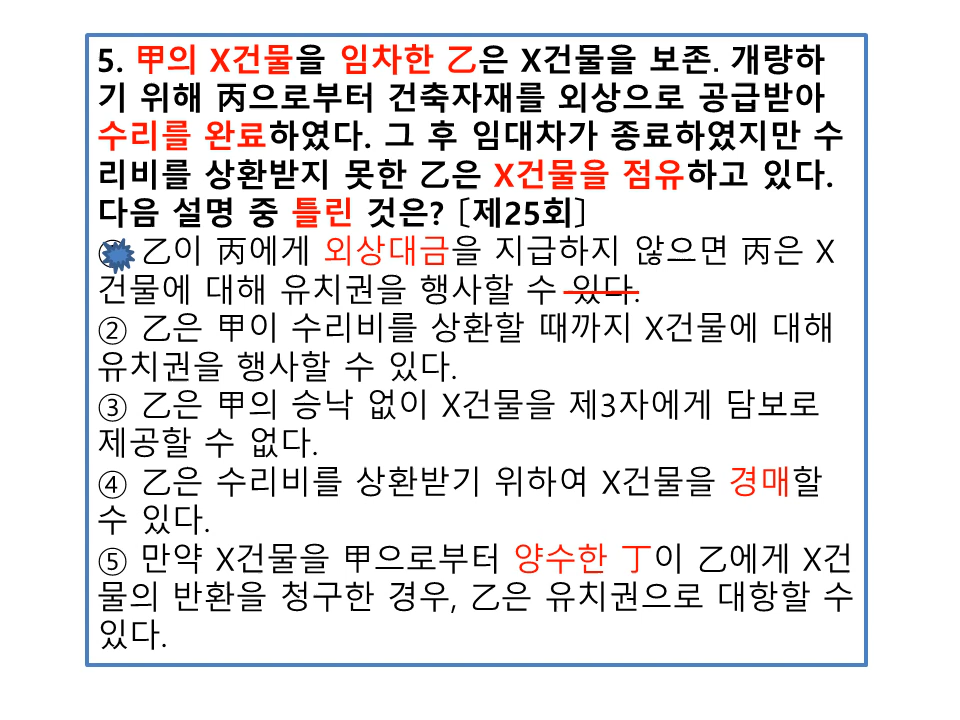 5. 甲의 X건물을 임차한 乙은 X건물을 보존. 개량하
기 위해 丙으로부터 건축자재를 외상으로 공급받아
수리를 완료하였다. 그 후 임대차가 종료하였지만 수
리비를 상환받지 못한 乙은 X건물을 점유하고 있다.
다음 설명 중 틀린 것은? 〔제25회〕
乙이 丙에게 외상대금을 지급하지 않으면 丙은 X
건물에 대해 유치권을 행사할 수 있다.
② 乙은 甲이 수리비를 상환할 때까지 X건물에 대해
유치권을 행사할 수 있다.
③ 乙은 甲의 승낙 없이 X건물을 제3자에게 담보로
제공할 수 없다.
④ 乙은 수리비를 상환받기 위하여 X건물을 경매할
수 있다.
⑤ 만약 X건물을 甲으로부터 양수한 丁이 乙에게 X건
물의 반환을 청구한 경우, 乙은 유치권으로 대항할 수
있다.